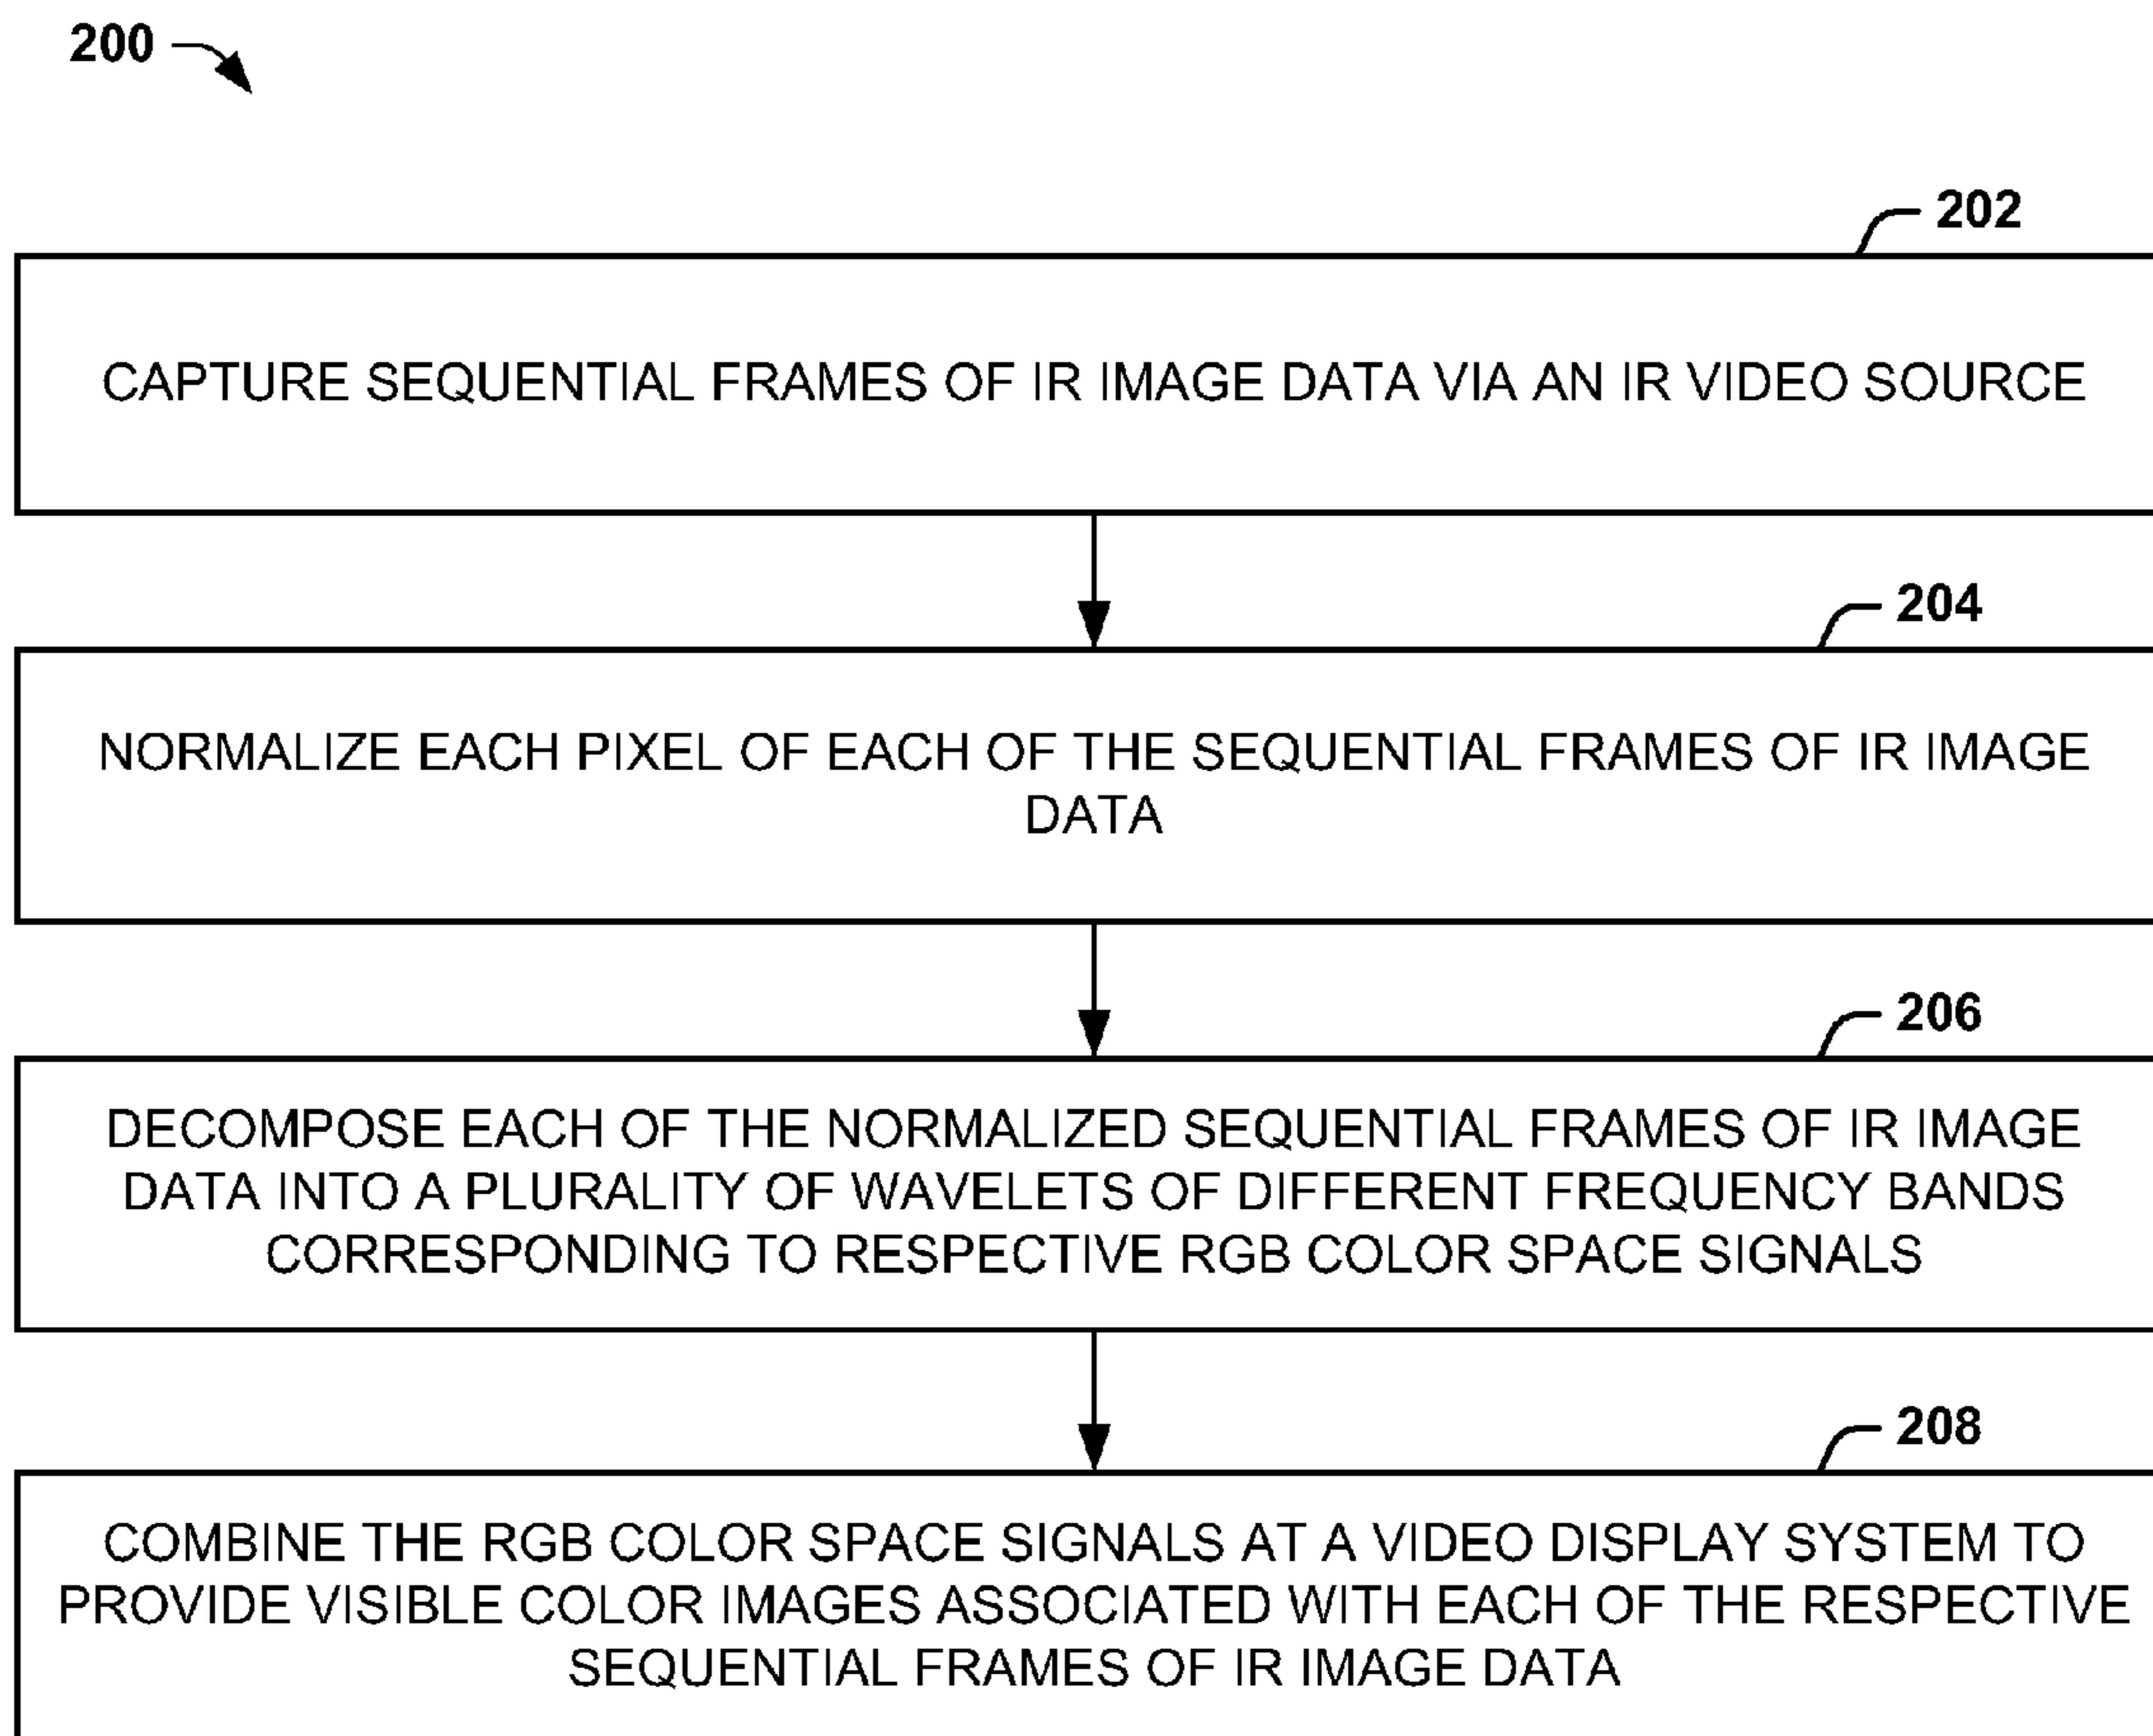 200
202
CAPTURE SEQUENTIAL FRAMES OF IR IMAGE DATA VIA AN IR VIDEO SOURCE
204
NORMALIZE EACH PIXEL OF EACH OF THE SEQUENTIAL FRAMES OF IR IMAGE
DATA
206
DECOMPOSE EACH OF THE NORMALIZED SEQUENTIAL FRAMES OF IR IMAGE
DATA INTO A PLURALITY OF WAVELETS OF DIFFERENT FREQUENCY BANDS
CORRESPONDING TO RESPECTIVE RGB COLOR SPACE SIGNALS
208
COMBINE THE RGB COLOR SPACE SIGNALS AT A VIDEO DISPLAY SYSTEM TO
PROVIDE VISIBLE COLOR IMAGES ASSOCIATED WITH EACH OF THE RESPECTIVE
SEQUENTIAL FRAMES OF IR IMAGE DATA